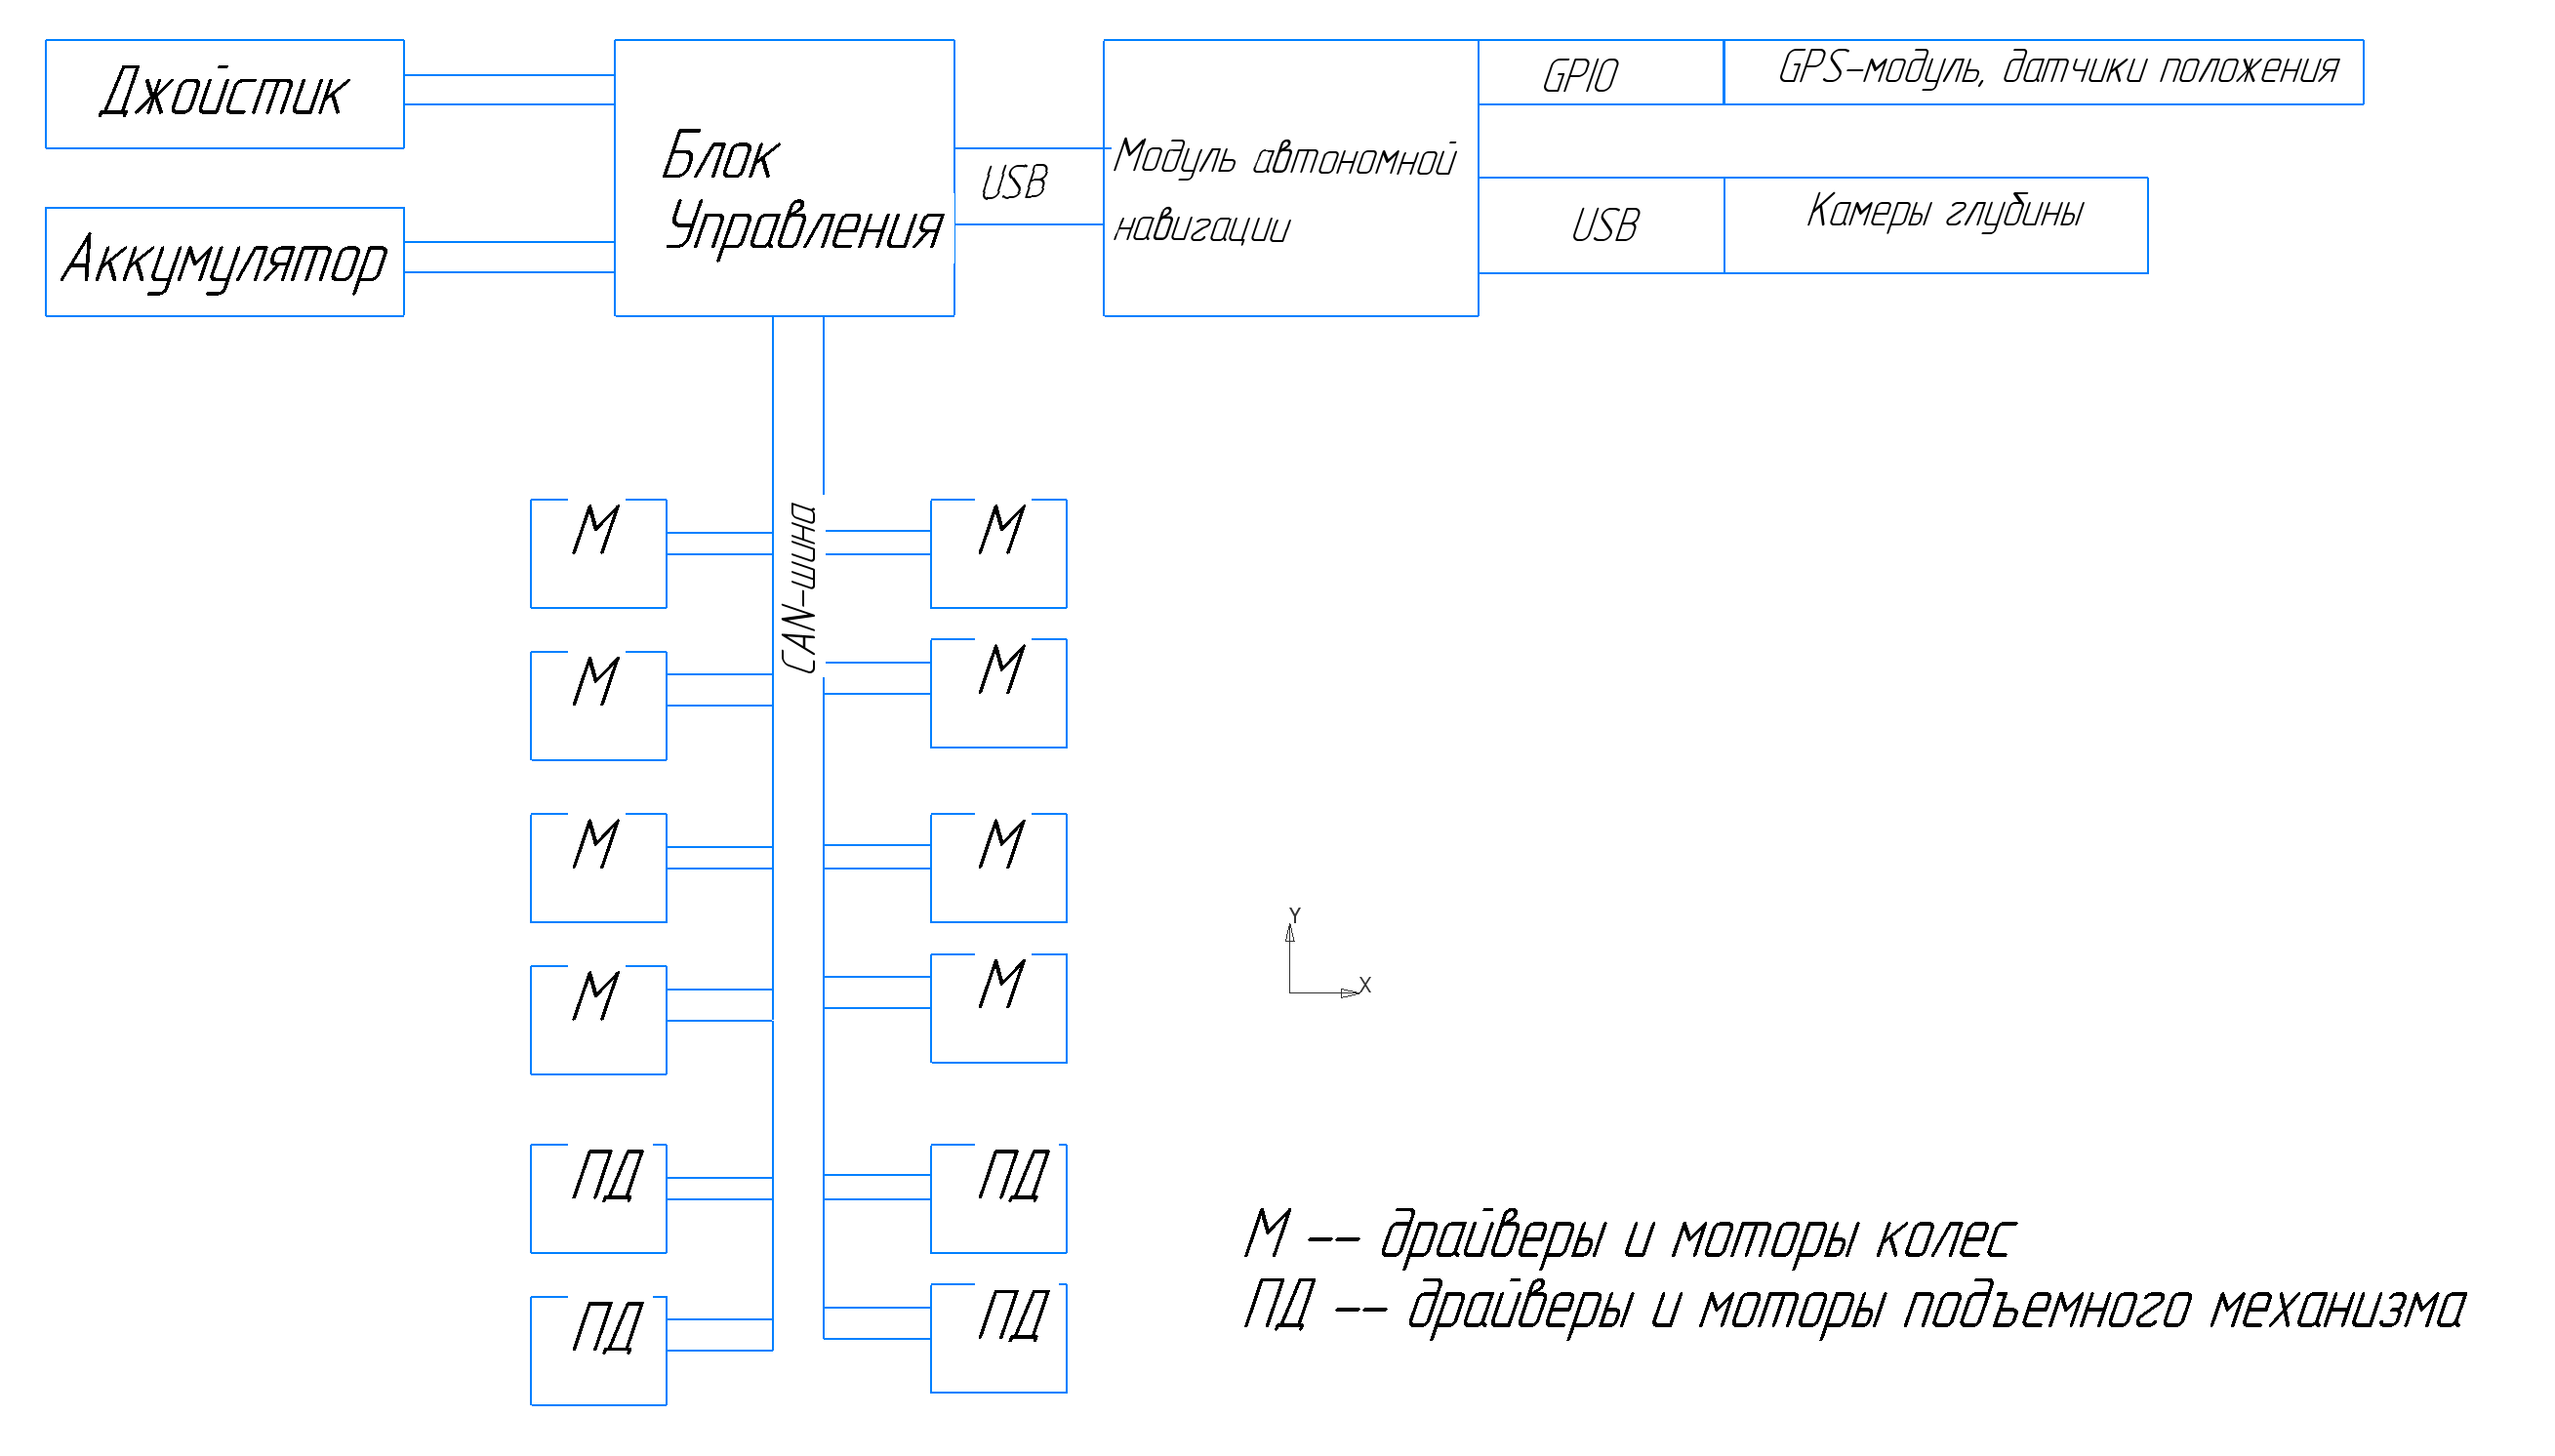 Джойстик
Аккумулятор
Блок
Управления
USB
Модуль автономной
навигации
GPIO
GPS-модуль, датчики положения
USB
Камеры глубины
CAN-шина
М
М
М
М
М
М
М
М
ПД
ПД
ПД
ПД
Y
X
М -- драйверы и моторы колес
ПД -- драйверы и моторы подъемного механизма